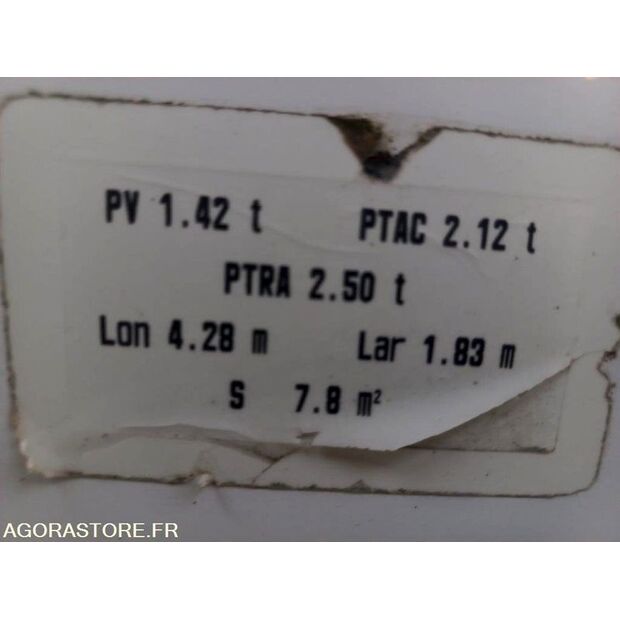 PV 1.42 t PTAC 2.12 t
PTRA 2.50 t
Lon 4.28 m Lar 1.83 m
S 7.8 m²
AGORASTORE.FR